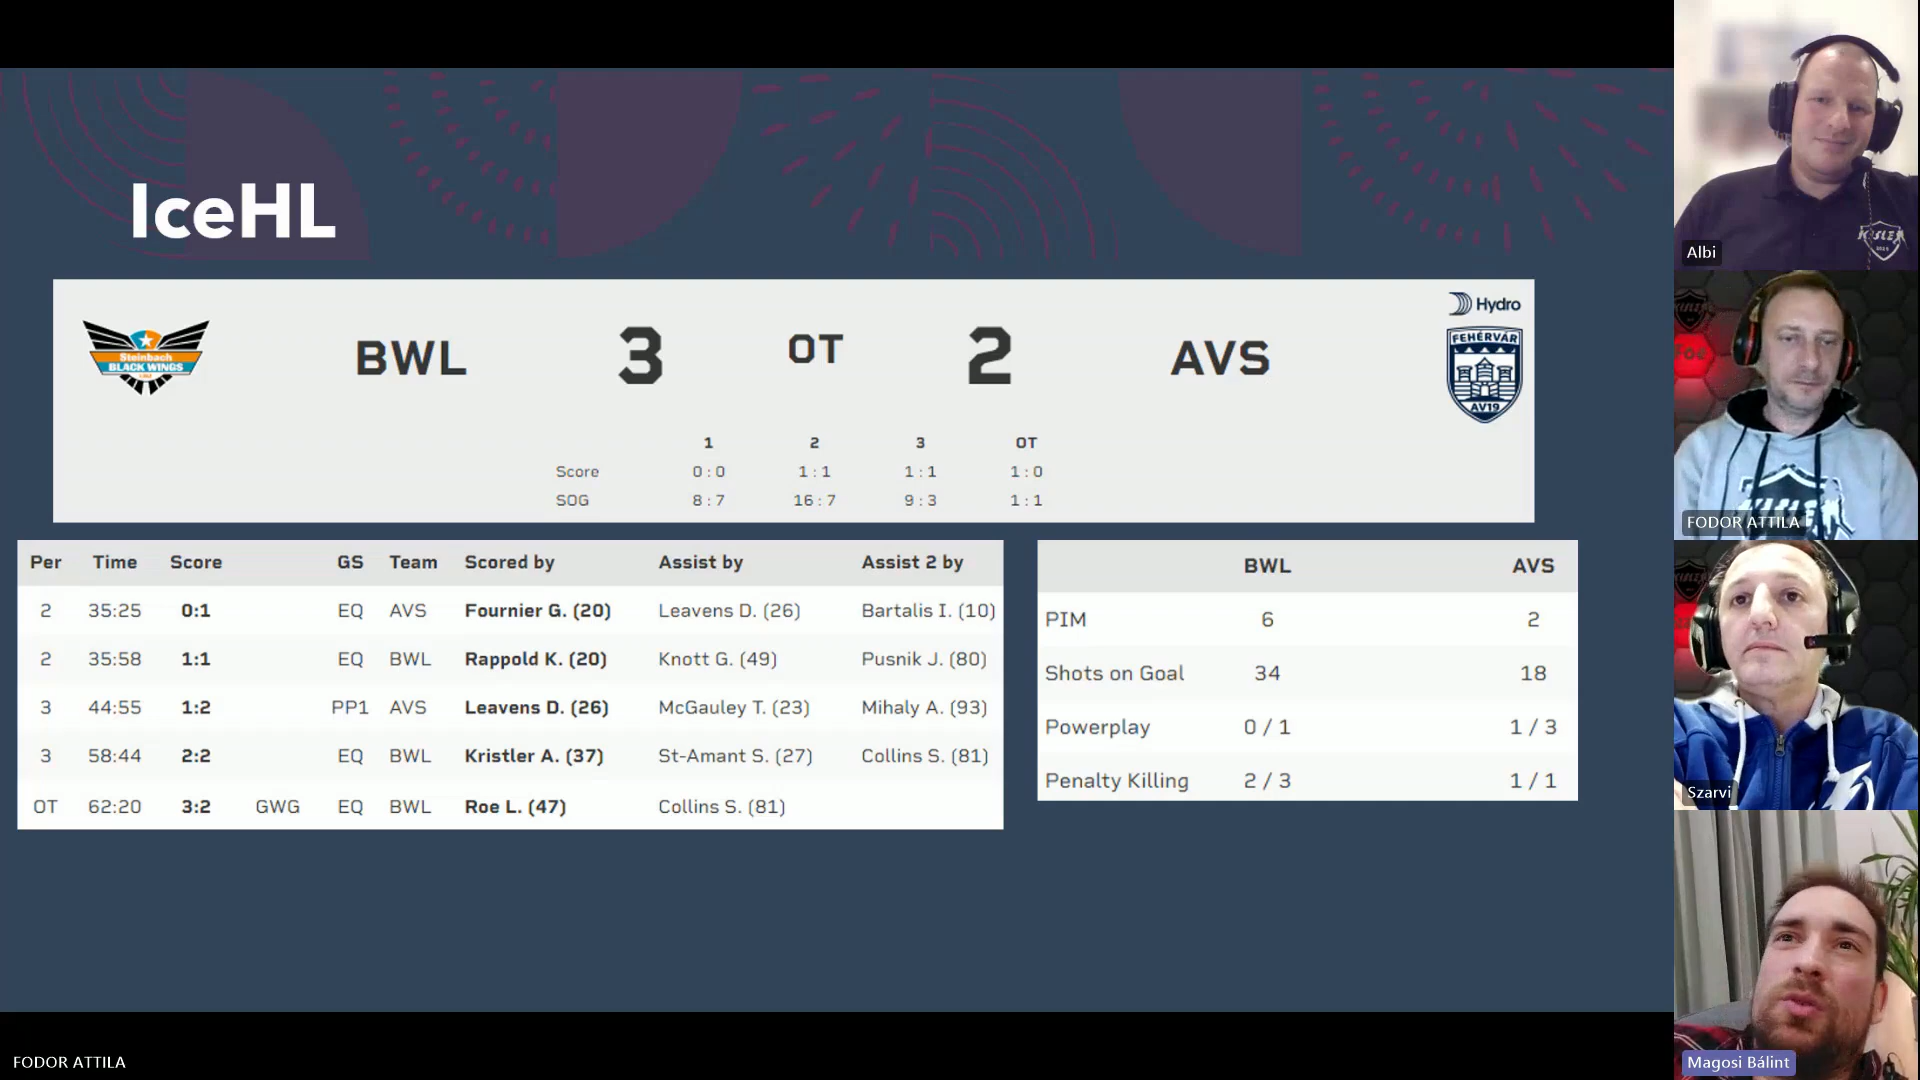 IceHL
Hydro
Steinbach
BLACK WINGS
BWL 3 OT 2 AVS
FEHÉRVÁR
AV19
1 2 3 OT
Score 0 : 0 1 : 1 1 : 1 1 : 0
SOG 8 : 7 16 : 7 9 : 3 1 : 1
Per Time Score GS Team Scored by Assist by Assist 2 by
2 35:25 0:1 EQ AVS Fournier G. (20) Leavens D. (26) Bartalis I. (10)
2 35:58 1:1 EQ BWL Rappold K. (20) Knott G. (49) Pusnik J. (80)
3 44:55 1:2 PP1 AVS Leavens D. (26) McGauley T. (23) Mihaly A. (93)
3 58:44 2:2 EQ BWL Kristler A. (37) St-Amant S. (27) Collins S. (81)
OT 62:20 3:2 GWG EQ BWL Roe L. (47) Collins S. (81)
BWL AVS
PIM 6 2
Shots on Goal 34 18
Powerplay 0 / 1 1 / 3
Penalty Killing 2 / 3 1 / 1
Albi
FODOR ATTILA
Szarvi
Magosi Bálint
FODOR ATTILA